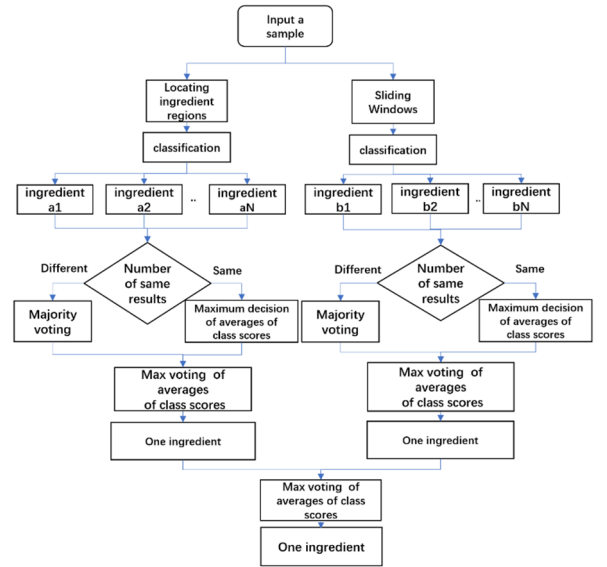 Input a
sample
Locating
ingredient
regions
Sliding
Windows
classification
classification
ingredient
a1
ingredient
a2
..
ingredient
aN
ingredient
b1
ingredient
b2
..
ingredient
bN
Different
Number
of same
results
Same
Different
Number
of same
results
Same
Majority
voting
Maximum decision
of averages of
class scores
Majority
voting
Maximum decision
of averages of
class scores
Max voting of
averages
of class scores
Max voting of
averages
of class scores
One ingredient
One ingredient
Max voting of
averages of class
scores
One ingredient